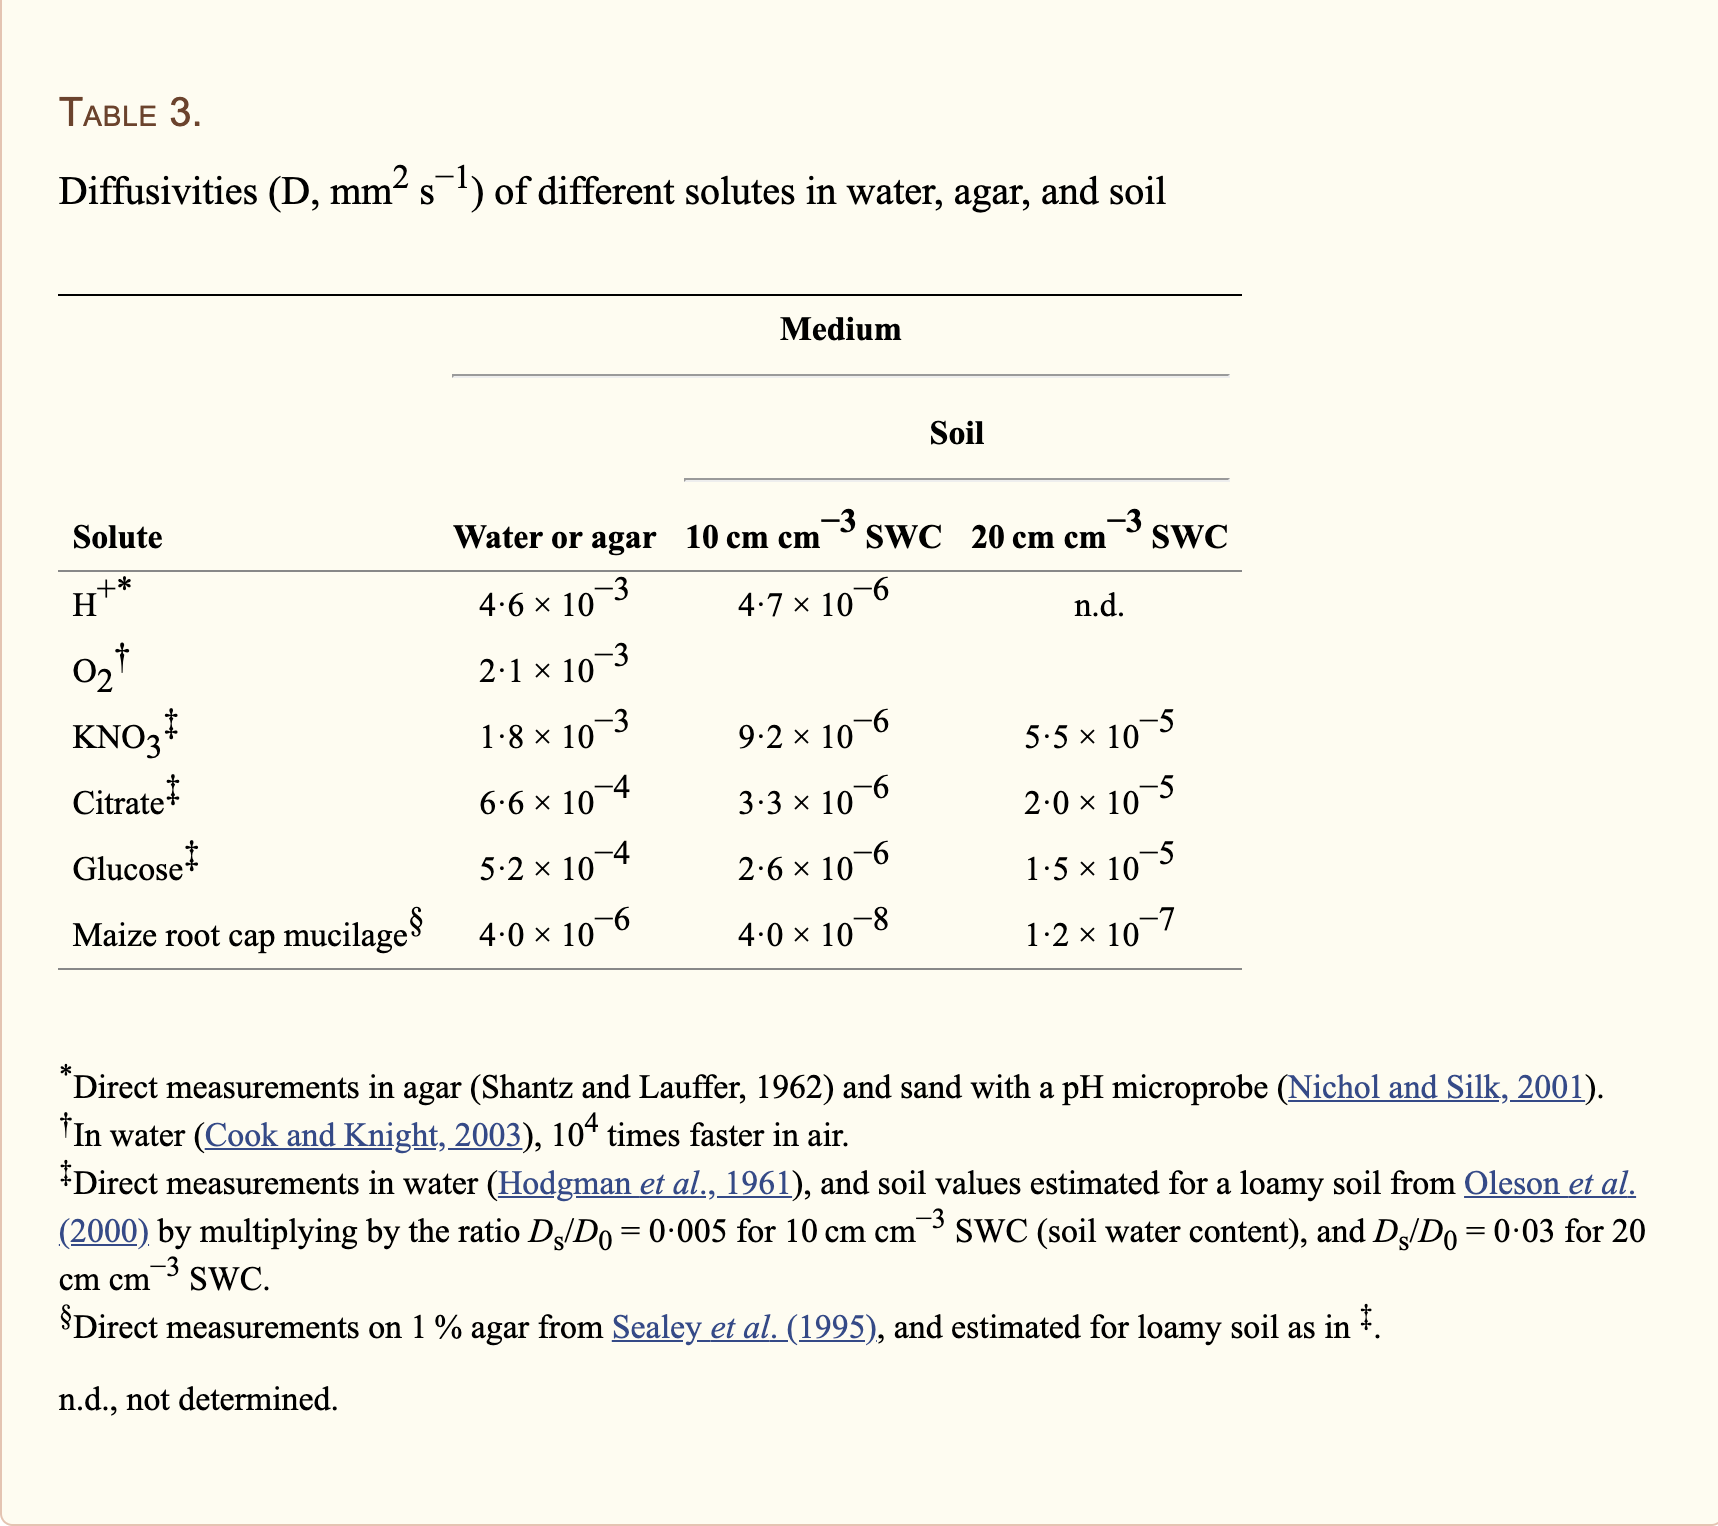 TABLE 3.
Diffusivities (D, mm² s⁻¹) of different solutes in water, agar, and soil
Medium
Soil
Solute Water or agar 10 cm cm⁻³ SWC 20 cm cm⁻³ SWC
H⁺* 4·6 × 10⁻³ 4·7 × 10⁻⁶ n.d.
O₂† 2·1 × 10⁻³
KNO₃‡ 1·8 × 10⁻³ 9·2 × 10⁻⁶ 5·5 × 10⁻⁵
Citrate‡ 6·6 × 10⁻⁴ 3·3 × 10⁻⁶ 2·0 × 10⁻⁵
Glucose‡ 5·2 × 10⁻⁴ 2·6 × 10⁻⁶ 1·5 × 10⁻⁵
Maize root cap mucilage§ 4·0 × 10⁻⁶ 4·0 × 10⁻⁸ 1·2 × 10⁻⁷
*Direct measurements in agar (Shantz and Lauffer, 1962) and sand with a pH microprobe (Nichol and Silk, 2001).
†In water (Cook and Knight, 2003), 10⁴ times faster in air.
‡Direct measurements in water (Hodgman et al., 1961), and soil values estimated for a loamy soil from Oleson et al.
(2000) by multiplying by the ratio Dₛ/D₀ = 0·005 for 10 cm cm⁻³ SWC (soil water content), and Dₛ/D₀ = 0·03 for 20
cm cm⁻³ SWC.
§Direct measurements on 1 % agar from Sealey et al. (1995), and estimated for loamy soil as in ‡.
n.d., not determined.